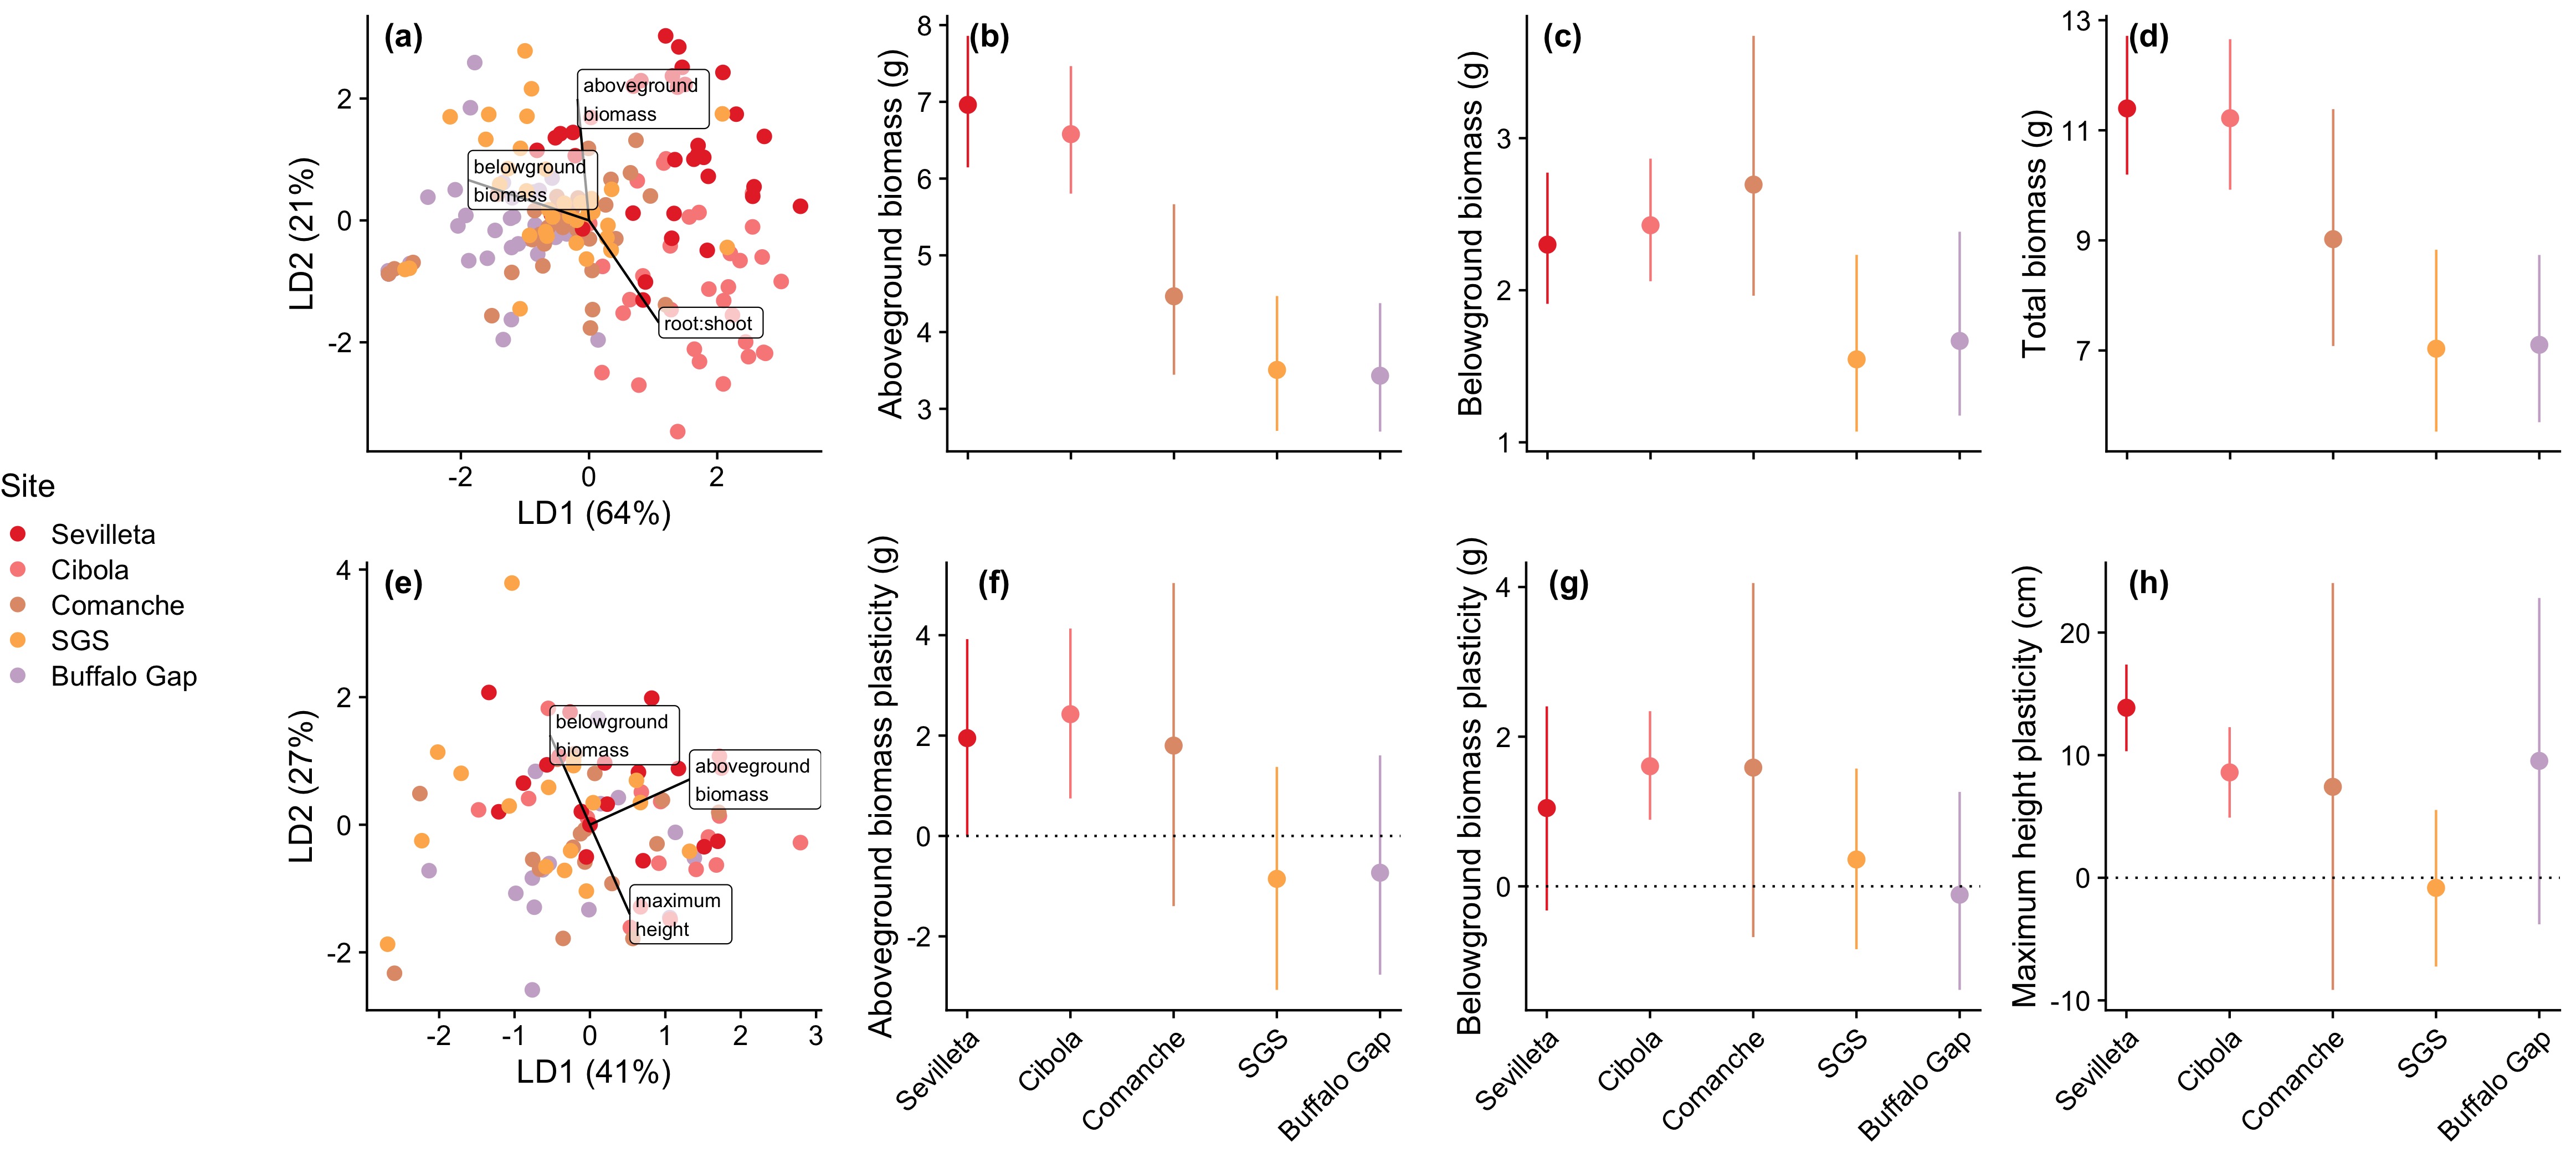 Site
Sevilleta
Cibola
Comanche
SGS
Buffalo Gap
(a)
LD2 (21%)
2
0
-2
aboveground
biomass
belowground
biomass
root:shoot
-2 0 2
LD1 (64%)
(b)
Aboveground biomass (g)
8
7
6
5
4
3
(c)
Belowground biomass (g)
3
2
1
(d)
Total biomass (g)
13
11
9
7
(e)
LD2 (27%)
4
2
0
-2
belowground
biomass
aboveground
biomass
maximum
height
-2 -1 0 1 2 3
LD1 (41%)
(f)
Aboveground biomass plasticity (g)
4
2
0
-2
Sevilleta
Cibola
Comanche
SGS
Buffalo Gap
(g)
Belowground biomass plasticity (g)
4
2
0
Sevilleta
Cibola
Comanche
SGS
Buffalo Gap
(h)
Maximum height plasticity (cm)
20
10
0
-10
Sevilleta
Cibola
Comanche
SGS
Buffalo Gap